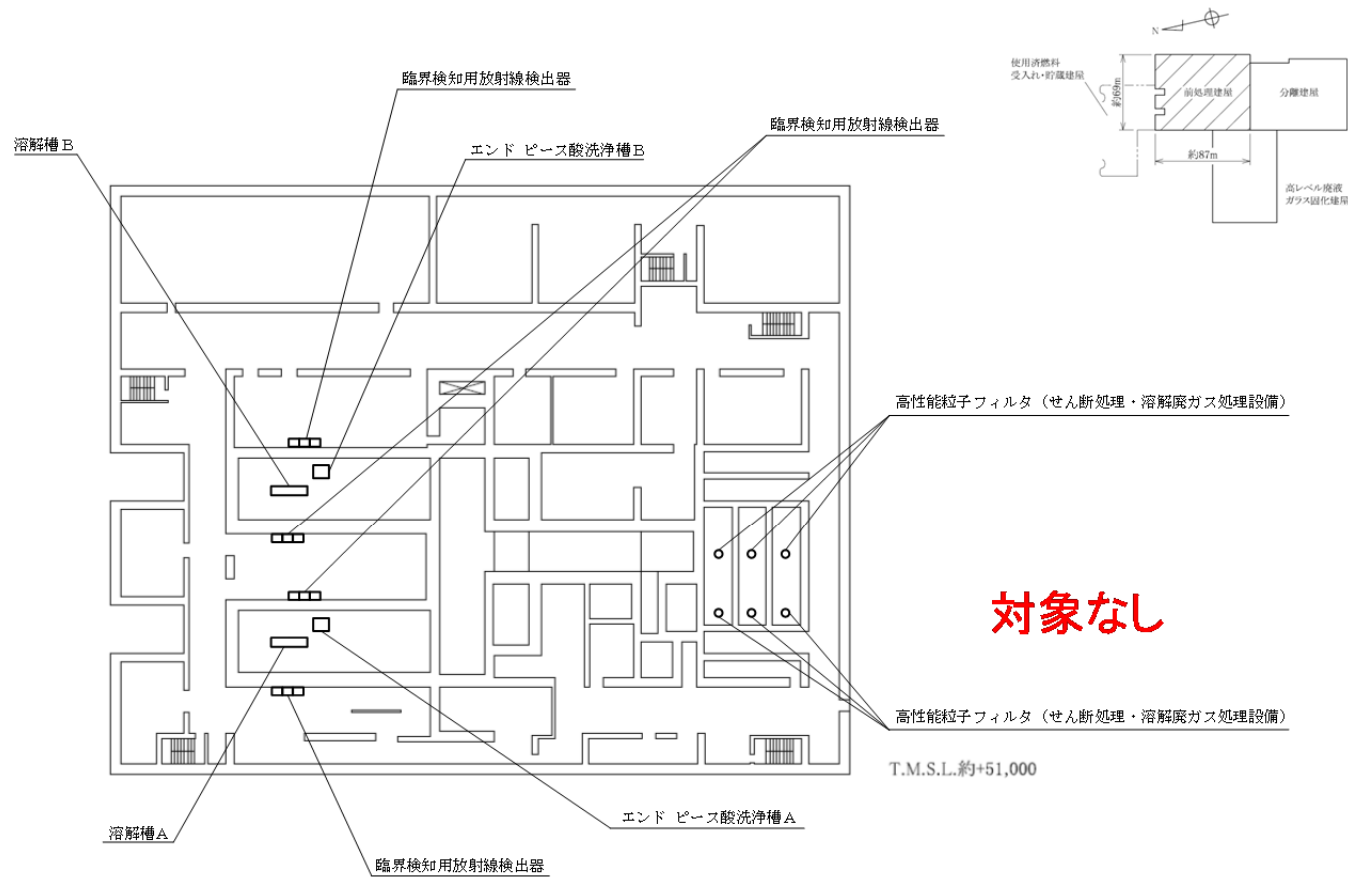 N
使用済燃料
受入れ・貯蔵建屋
約69m
前処理建屋
分離建屋
約87m
高レベル廃液
ガラス固化建屋
臨界検知用放射線検出器
溶解槽B
エンド ピース酸洗浄槽B
臨界検知用放射線検出器
高性能粒子フィルタ（せん断処理・溶解廃ガス処理設備）
対象なし
高性能粒子フィルタ（せん断処理・溶解廃ガス処理設備）
T.M.S.L.約+51,000
エンド ピース酸洗浄槽A
溶解槽A
臨界検知用放射線検出器